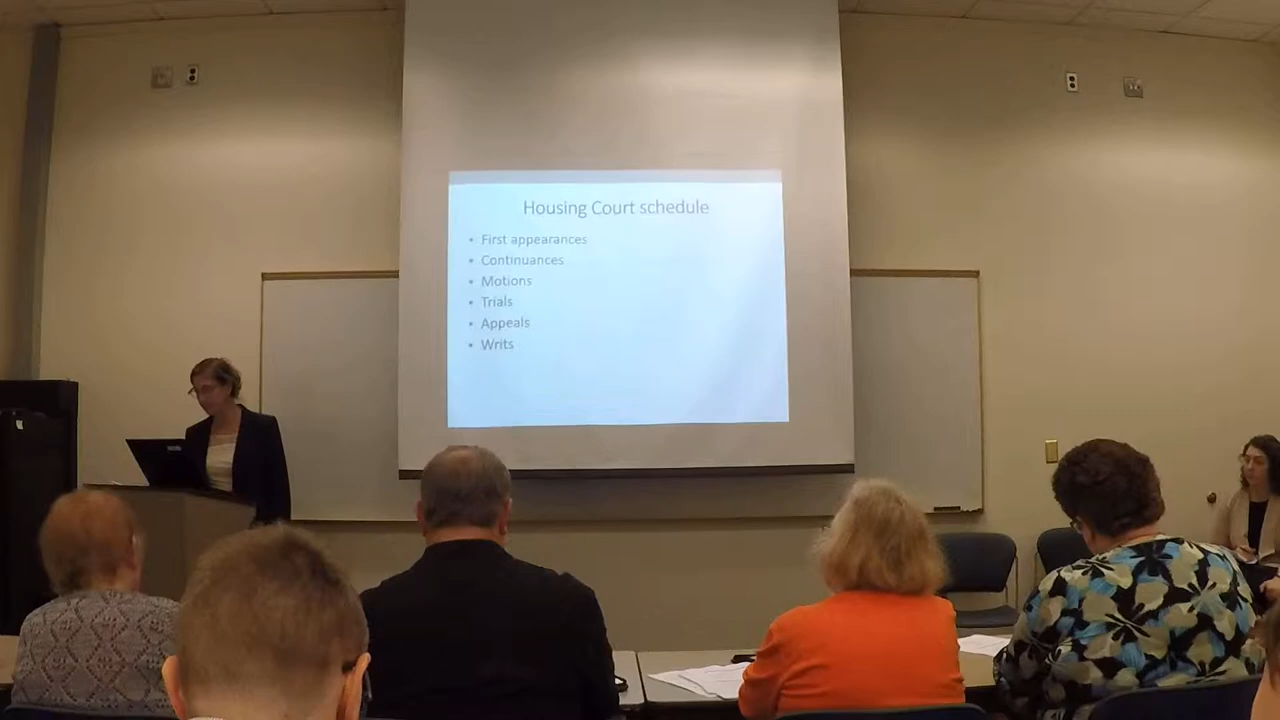 Housing Court schedule
• First appearances
• Continuances
• Motions
• Trials
• Appeals
• Writs